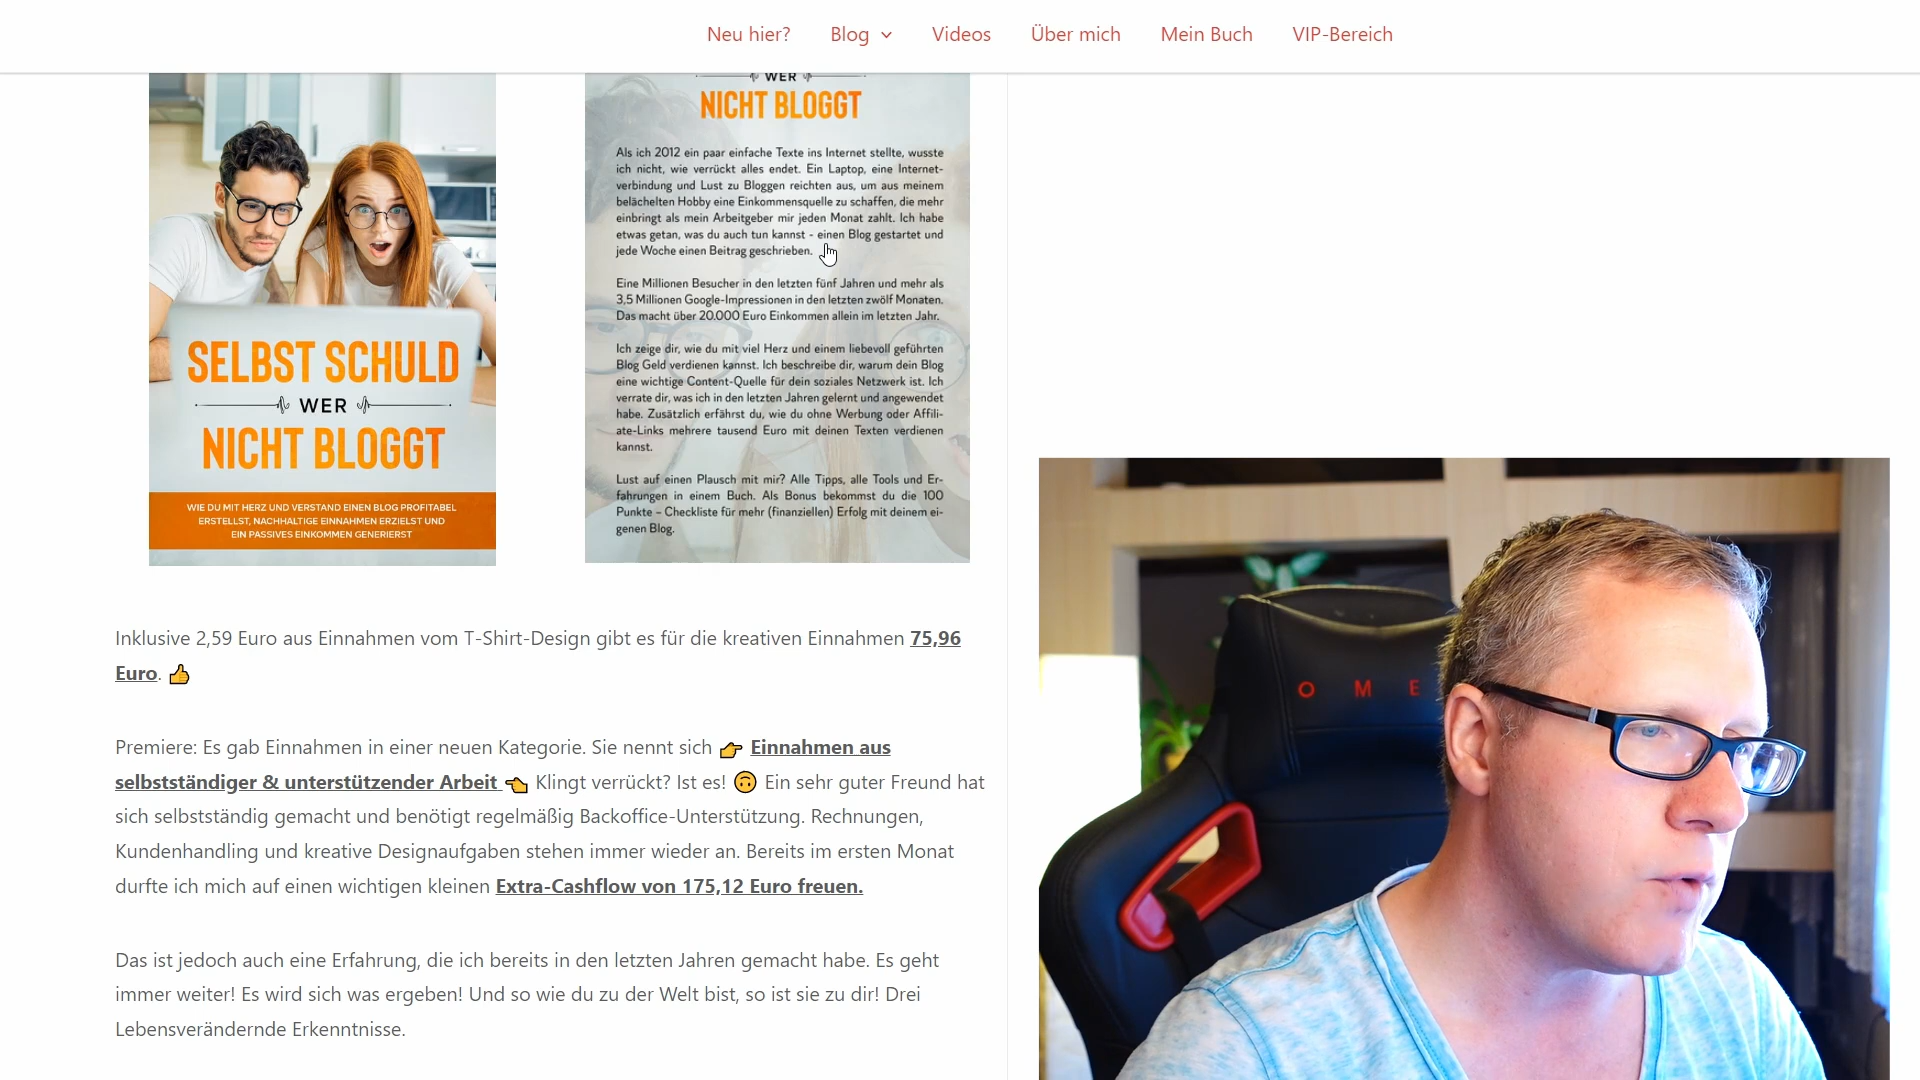 Neu hier? Blog Videos Über mich Mein Buch VIP-Bereich
SELBST SCHULD
WER
NICHT BLOGGT
WIE DU MIT HERZ UND VERSTAND EINEN BLOG PROFITABEL
ERSTELLST, NACHHALTIGE EINNAHMEN ERZIELST UND
EIN PASSIVES EINKOMMEN GENERIERST
WER
NICHT BLOGGT
Als ich 2012 ein paar einfache Texte ins Internet stellte, wusste
ich nicht, wie verrückt alles endet. Ein Laptop, eine Internet-
verbindung und Lust zu Bloggen reichten aus, um aus meinem
belächelten Hobby eine Einkommensquelle zu schaffen, die mehr
einbringt als mein Arbeitgeber mir jeden Monat zahlt. Ich habe
etwas getan, was du auch tun kannst - einen Blog gestartet und
jede Woche einen Beitrag geschrieben.
Eine Millionen Besucher in den letzten fünf Jahren und mehr als
3,5 Millionen Google-Impressionen in den letzten zwölf Monaten.
Das macht über 20.000 Euro Einkommen allein im letzten Jahr.
Ich zeige dir, wie du mit viel Herz und einem liebevoll geführten
Blog Geld verdienen kannst. Ich beschreibe dir, warum dein Blog
eine wichtige Content-Quelle für dein soziales Netzwerk ist. Ich
verrate dir, was ich in den letzten Jahren gelernt und angewendet
habe. Zusätzlich erfährst du, wie du ohne Werbung oder Affili-
ate-Links mehrere tausend Euro mit deinen Texten verdienen
kannst.
Lust auf einen Plausch mit mir? Alle Tipps, alle Tools und Er-
fahrungen in einem Buch. Als Bonus bekommst du die 100
Punkte – Checkliste für mehr (finanziellen) Erfolg mit deinem ei-
genen Blog.
Inklusive 2,59 Euro aus Einnahmen vom T-Shirt-Design gibt es für die kreativen Einnahmen 75,96
Euro. 👍
Premiere: Es gab Einnahmen in einer neuen Kategorie. Sie nennt sich 👉 Einnahmen aus
selbstständiger & unterstützender Arbeit 👈 Klingt verrückt? Ist es! 🙃 Ein sehr guter Freund hat
sich selbstständig gemacht und benötigt regelmäßig Backoffice-Unterstützung. Rechnungen,
Kundenhandling und kreative Designaufgaben stehen immer wieder an. Bereits im ersten Monat
durfte ich mich auf einen wichtigen kleinen Extra-Cashflow von 175,12 Euro freuen.
Das ist jedoch auch eine Erfahrung, die ich bereits in den letzten Jahren gemacht habe. Es geht
immer weiter! Es wird sich was ergeben! Und so wie du zu der Welt bist, so ist sie zu dir! Drei
Lebensverändernde Erkenntnisse.
O M E